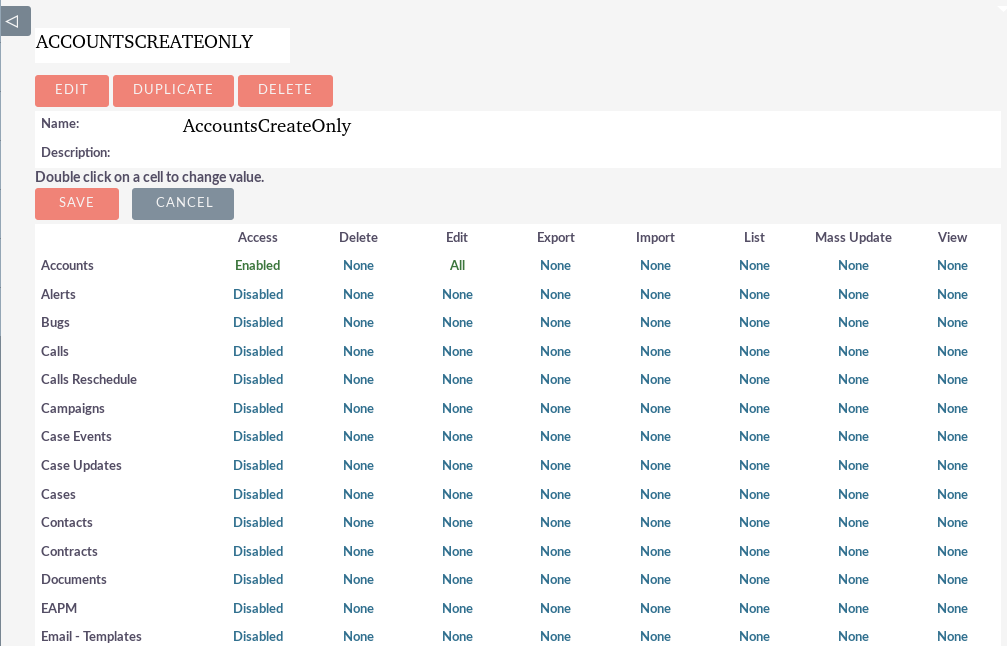 ACCOUNTSCREATEONLY
EDIT DUPLICATE DELETE
Name: AccountsCreateOnly
Description:
Double click on a cell to change value.
SAVE CANCEL
Access Delete Edit Export Import List Mass Update View
Accounts Enabled None All None None None None None
Alerts Disabled None None None None None None None
Bugs Disabled None None None None None None None
Calls Disabled None None None None None None None
Calls Reschedule Disabled None None None None None None None
Campaigns Disabled None None None None None None None
Case Events Disabled None None None None None None None
Case Updates Disabled None None None None None None None
Cases Disabled None None None None None None None
Contacts Disabled None None None None None None None
Contracts Disabled None None None None None None None
Documents Disabled None None None None None None None
EAPM Disabled None None None None None None None
Email - Templates Disabled None None None None None None None